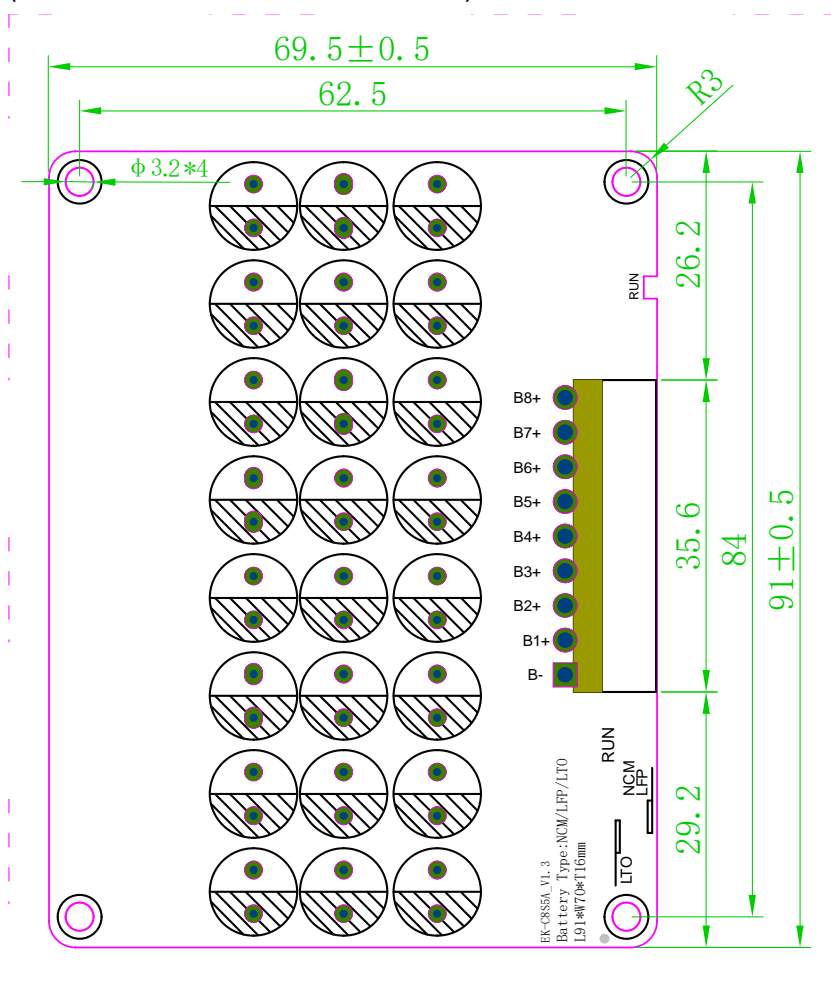 69.5±0.5
62.5
R3
φ3.2*4
26.2
RUN
B8+
B7+
B6+
B5+
B4+
B3+
B2+
B1+
B-
35.6
84
91±0.5
29.2
RUN
NCM
LFP
LTO
EK-C8S5A_V1.3
Battery Type:NCM/LFP/LTO
L91*W70*T16mm